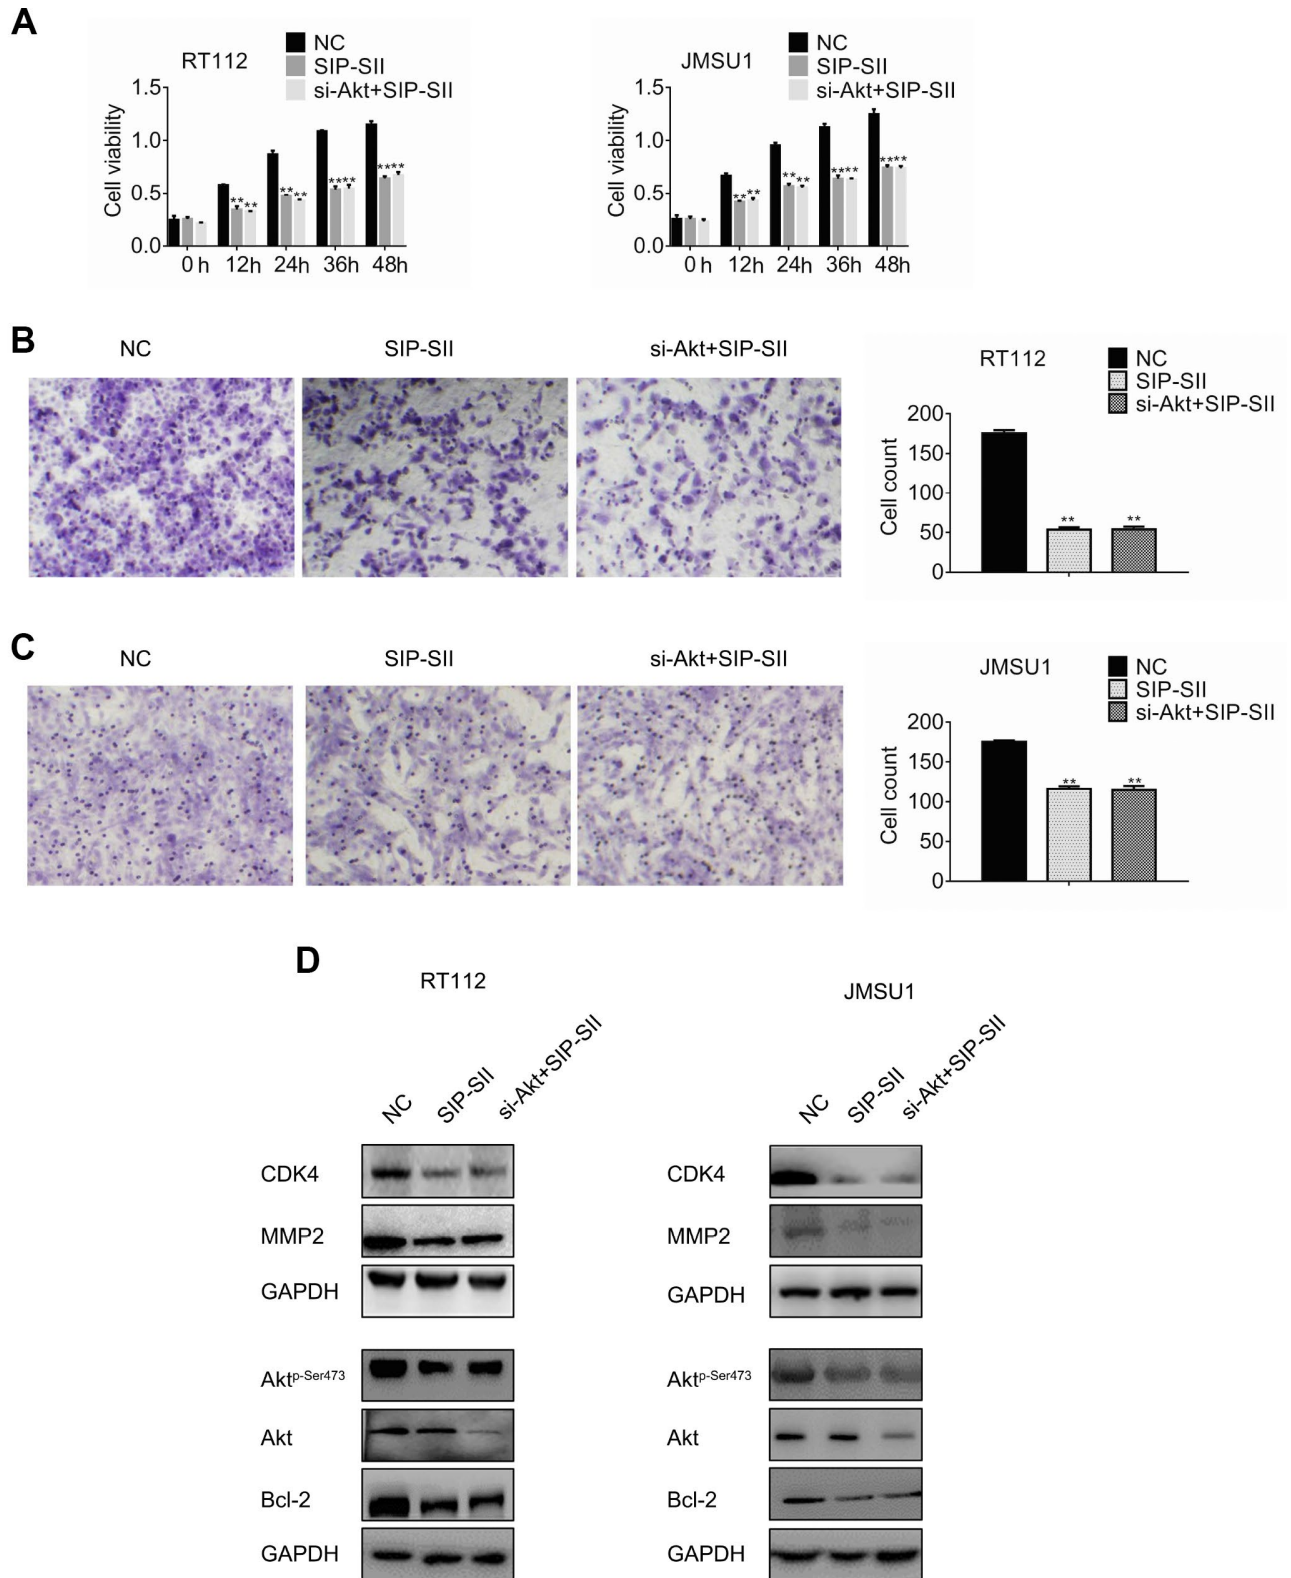 A
RT112
NC
SIP-SII
si-Akt+SIP-SII
Cell viability
1.5
1.0
0.5
0.0
** ** ** ** **** ****
0 h 12h 24h 36h 48h
JMSU1
NC
SIP-SII
si-Akt+SIP-SII
Cell viability
1.5
1.0
0.5
0.0
** ** ** ** **** ****
0 h 12h 24h 36h 48h
B
NC SIP-SII si-Akt+SIP-SII
RT112
NC
SIP-SII
si-Akt+SIP-SII
Cell count
200
150
100
50
0
** **
C
NC SIP-SII si-Akt+SIP-SII
JMSU1
NC
SIP-SII
si-Akt+SIP-SII
Cell count
200
150
100
50
0
** **
D
RT112
NC SIP-SII si-Akt+SIP-SII
CDK4
MMP2
GAPDH
Aktp-Ser473
Akt
Bcl-2
GAPDH
JMSU1
NC SIP-SII si-Akt+SIP-SII
CDK4
MMP2
GAPDH
Aktp-Ser473
Akt
Bcl-2
GAPDH